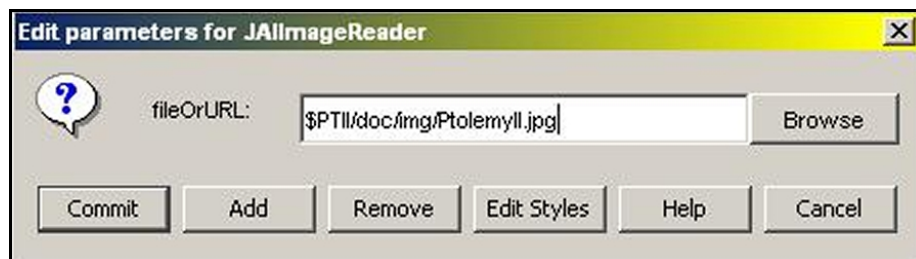 Edit parameters for JAIImageReader
?
fileOrURL:
$PTII/doc/img/PtolemyII.jpg
Browse
Commit Add Remove Edit Styles Help Cancel